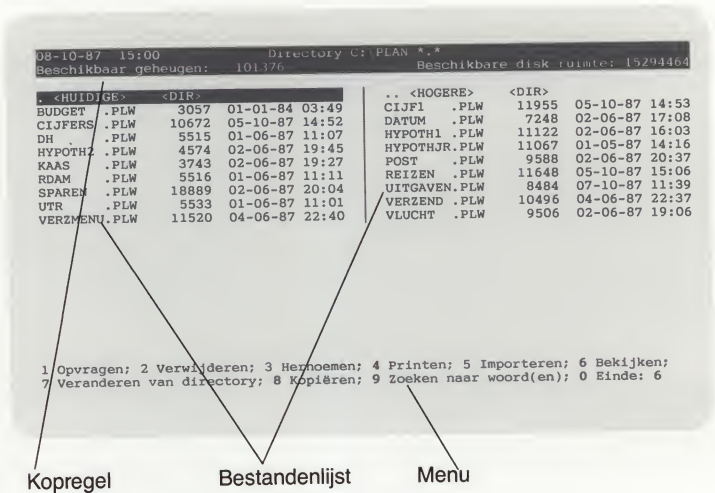 08-10-87 15:00 Directory C:\PLAN *.*
Beschikbaar geheugen: 101376 Beschikbare disk ruimte: 15294464
. <HUIDIGE> <DIR> .. <HOGERE> <DIR>
BUDGET .PLW 3057 01-01-84 03:49 CIJF1 .PLW 11955 05-10-87 14:53
CIJFERS .PLW 10672 05-10-87 14:52 DATUM .PLW 7248 02-06-87 17:08
DH .PLW 5515 01-06-87 11:07 HYPOTH1 .PLW 11122 02-06-87 16:03
HYPOTH2 .PLW 4574 02-06-87 19:45 HYPOTHJR.PLW 11067 01-05-87 14:16
KAAS .PLW 3743 02-06-87 19:27 POST .PLW 9588 02-06-87 20:37
RDAM .PLW 5516 01-06-87 11:11 REIZEN .PLW 11648 05-10-87 15:06
SPAREN .PLW 18889 02-06-87 20:04 UITGAVEN.PLW 8484 07-10-87 11:39
UTR .PLW 5533 01-06-87 11:01 VERZEND .PLW 10496 04-06-87 22:37
VERZMENU.PLW 11520 04-06-87 22:40 VLUCHT .PLW 9506 02-06-87 19:06
1 Opvragen; 2 Verwijderen; 3 Hernoemen; 4 Printen; 5 Importeren; 6 Bekijken;
7 Veranderen van directory; 8 Kopiëren; 9 Zoeken naar woord(en); 0 Einde: 6
Kopregel Bestandenlijst Menu